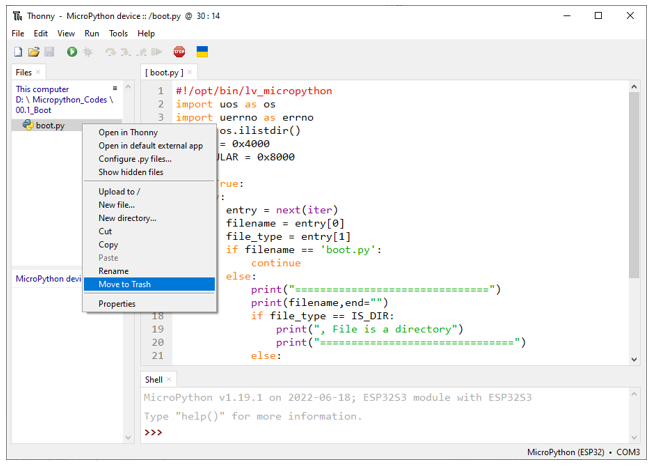 Thonny - MicroPython device :: /boot.py @ 30 : 14
File Edit View Run Tools Help
Files ×
This computer
D: \ Micropython_Codes \
00.1_Boot
boot.py
Open in Thonny
Open in default external app
Configure .py files...
Show hidden files
Upload to /
New file...
New directory...
Cut
Copy
Paste
Rename
Move to Trash
Properties
MicroPython devi
[ boot.py ] ×
1 #!/opt/bin/lv_micropython
2 import uos as os
3 import uerrno as errno
os.ilistdir()
= 0x4000
ULAR = 0x8000
rue:
:
entry = next(iter)
filename = entry[0]
file_type = entry[1]
if filename == 'boot.py':
continue
else:
print("===============================")
print(filename,end="")
18 if file_type == IS_DIR:
19 print(", File is a directory")
20 print("===============================")
21 else:
Shell ×
MicroPython v1.19.1 on 2022-06-18; ESP32S3 module with ESP32S3
Type "help()" for more information.
>>>
MicroPython (ESP32) • COM3